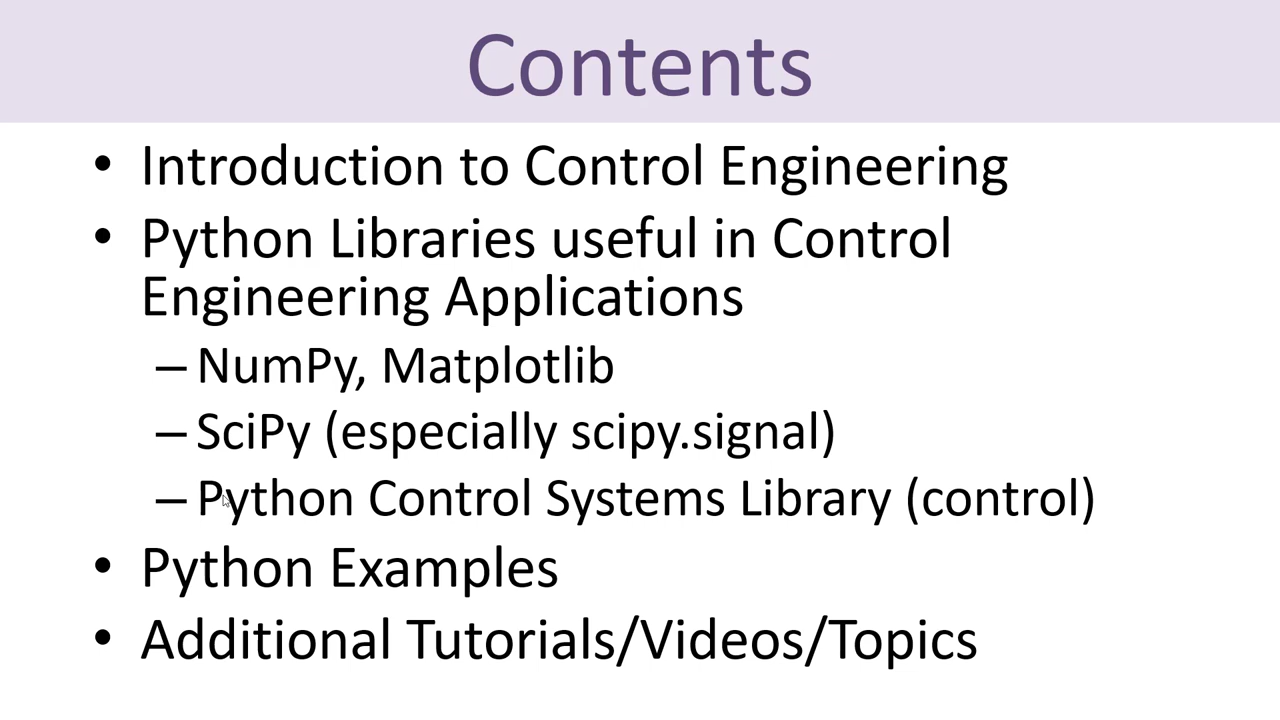 Contents
• Introduction to Control Engineering
• Python Libraries useful in Control
Engineering Applications
– NumPy, Matplotlib
– SciPy (especially scipy.signal)
– Python Control Systems Library (control)
• Python Examples
• Additional Tutorials/Videos/Topics